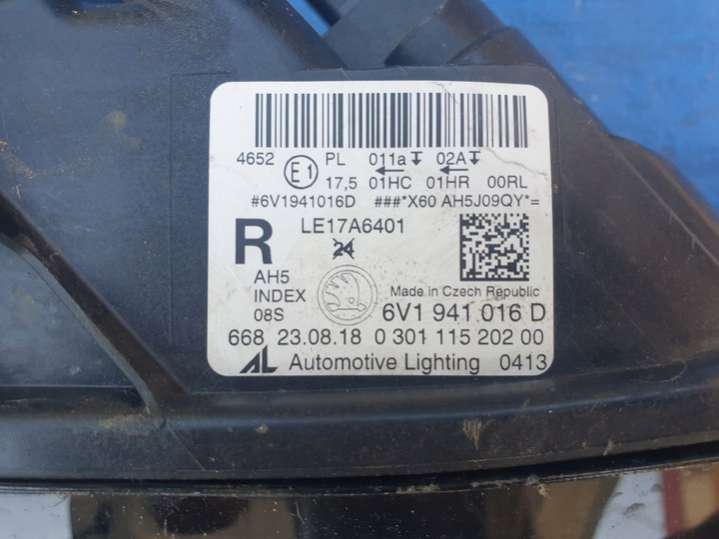 4652 E1 PL 011a 02A
17,5 01HC 01HR 00RL
#6V1941016D ###*X60 AH5J09QY*=
R LE17A6401
24
AH5
INDEX
08S
Made in Czech Republic
6V1 941 016 D
668 23.08.18 0 301 115 202 00
AL Automotive Lighting 0413